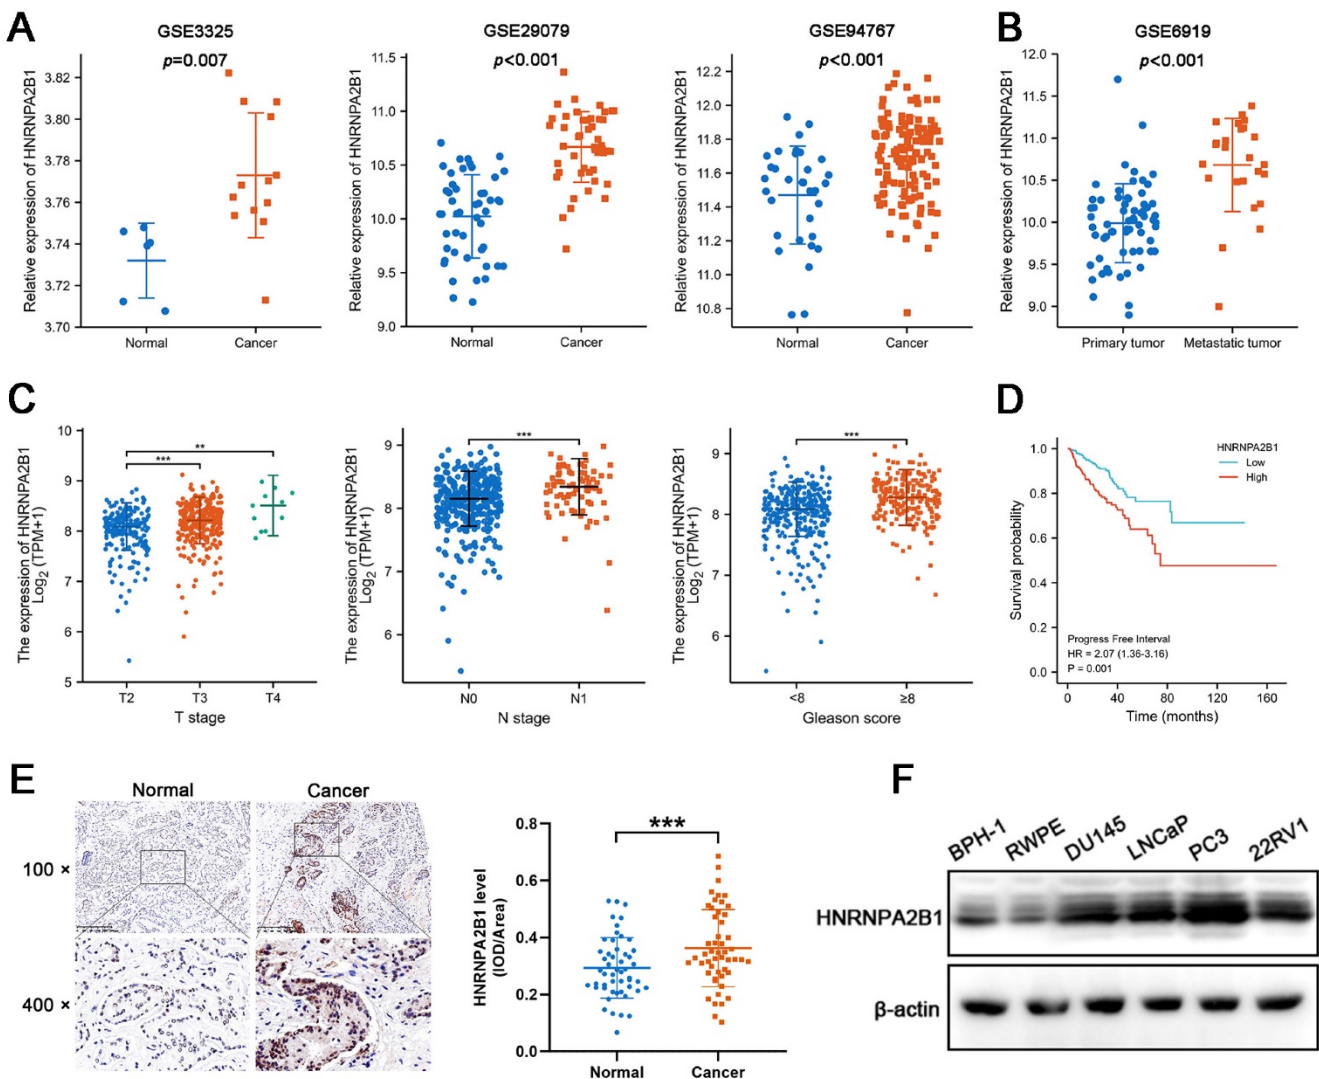 A
GSE3325
p=0.007
Relative expression of HNRNPA2B1
3.82
3.80
3.78
3.76
3.74
3.72
3.70
Normal
Cancer
GSE29079
p<0.001
Relative expression of HNRNPA2B1
11.5
11.0
10.5
10.0
9.5
9.0
Normal
Cancer
GSE94767
p<0.001
Relative expression of HNRNPA2B1
12.2
12.0
11.8
11.6
11.4
11.2
11.0
10.8
Normal
Cancer
B
GSE6919
p<0.001
Relative expression of HNRNPA2B1
12.0
11.5
11.0
10.5
10.0
9.5
9.0
Primary tumor
Metastatic tumor
C
The expression of HNRNPA2B1
Log2 (TPM+1)
10
9
8
7
6
5
**
***
T2
T3
T4
T stage
The expression of HNRNPA2B1
Log2 (TPM+1)
9
8
7
6
***
N0
N1
N stage
The expression of HNRNPA2B1
Log2 (TPM+1)
9
8
7
6
***
<8
≥8
Gleason score
D
Survival probability
1.0
0.8
0.6
0.4
0.2
0.0
HNRNPA2B1
Low
High
Progress Free Interval
HR = 2.07 (1.36-3.16)
P = 0.001
0
40
80
120
160
Time (months)
E
Normal
Cancer
100 ×
400 ×
HNRNPA2B1 level
(IOD/Area)
0.8
0.6
0.4
0.2
0.0
***
Normal
Cancer
F
BPH-1
RWPE
DU145
LNCaP
PC3
22RV1
HNRNPA2B1
β-actin